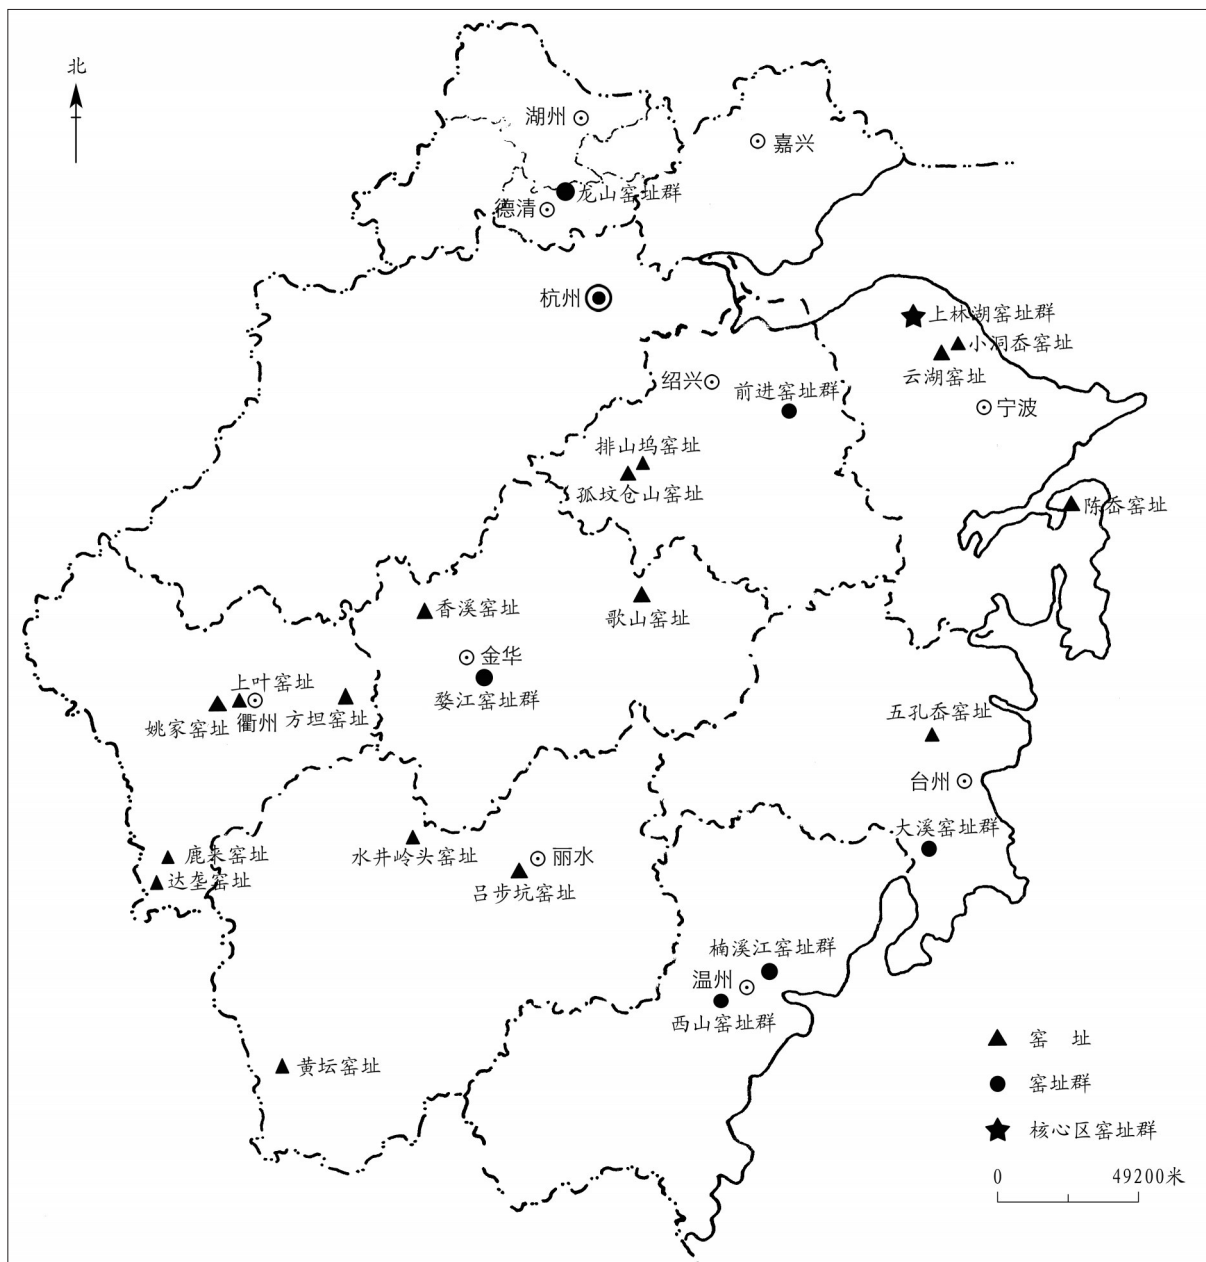 北
湖州
嘉兴
龙山窑址群
德清
杭州
上林湖窑址群
小洞岙窑址
云湖窑址
绍兴
前进窑址群
宁波
排山坞窑址
孤坟仓山窑址
陈岙窑址
香溪窑址
歌山窑址
金华
婺江窑址群
上叶窑址
姚家窑址
衢州
方坦窑址
五孔岙窑址
台州
大溪窑址群
鹿来窑址
达垄窑址
水井岭头窑址
丽水
吕步坑窑址
楠溪江窑址群
温州
西山窑址群
黄坛窑址
窑 址
窑址群
核心区窑址群
0 49200米